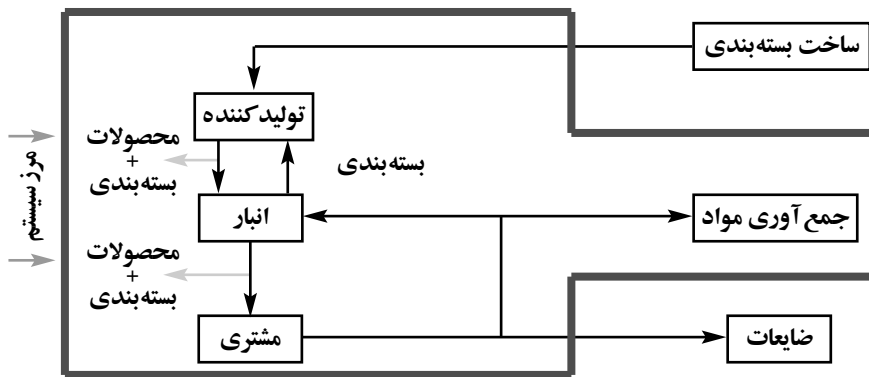 ساخت بسته‌بندی
تولیدکننده
محصولات
+
بسته‌بندی
بسته‌بندی
مرز سیستم
انبار
جمع‌آوری مواد
محصولات
+
بسته‌بندی
مشتری
ضایعات